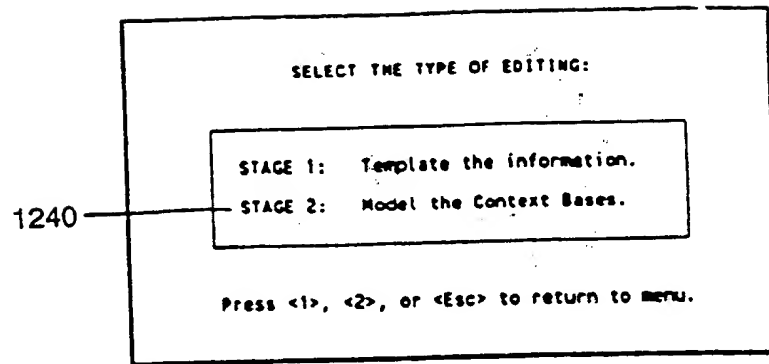 SELECT THE TYPE OF EDITING:
STAGE 1: Template the information.
1240 STAGE 2: Model the Context Bases.
Press <1>, <2>, or <Esc> to return to menu.